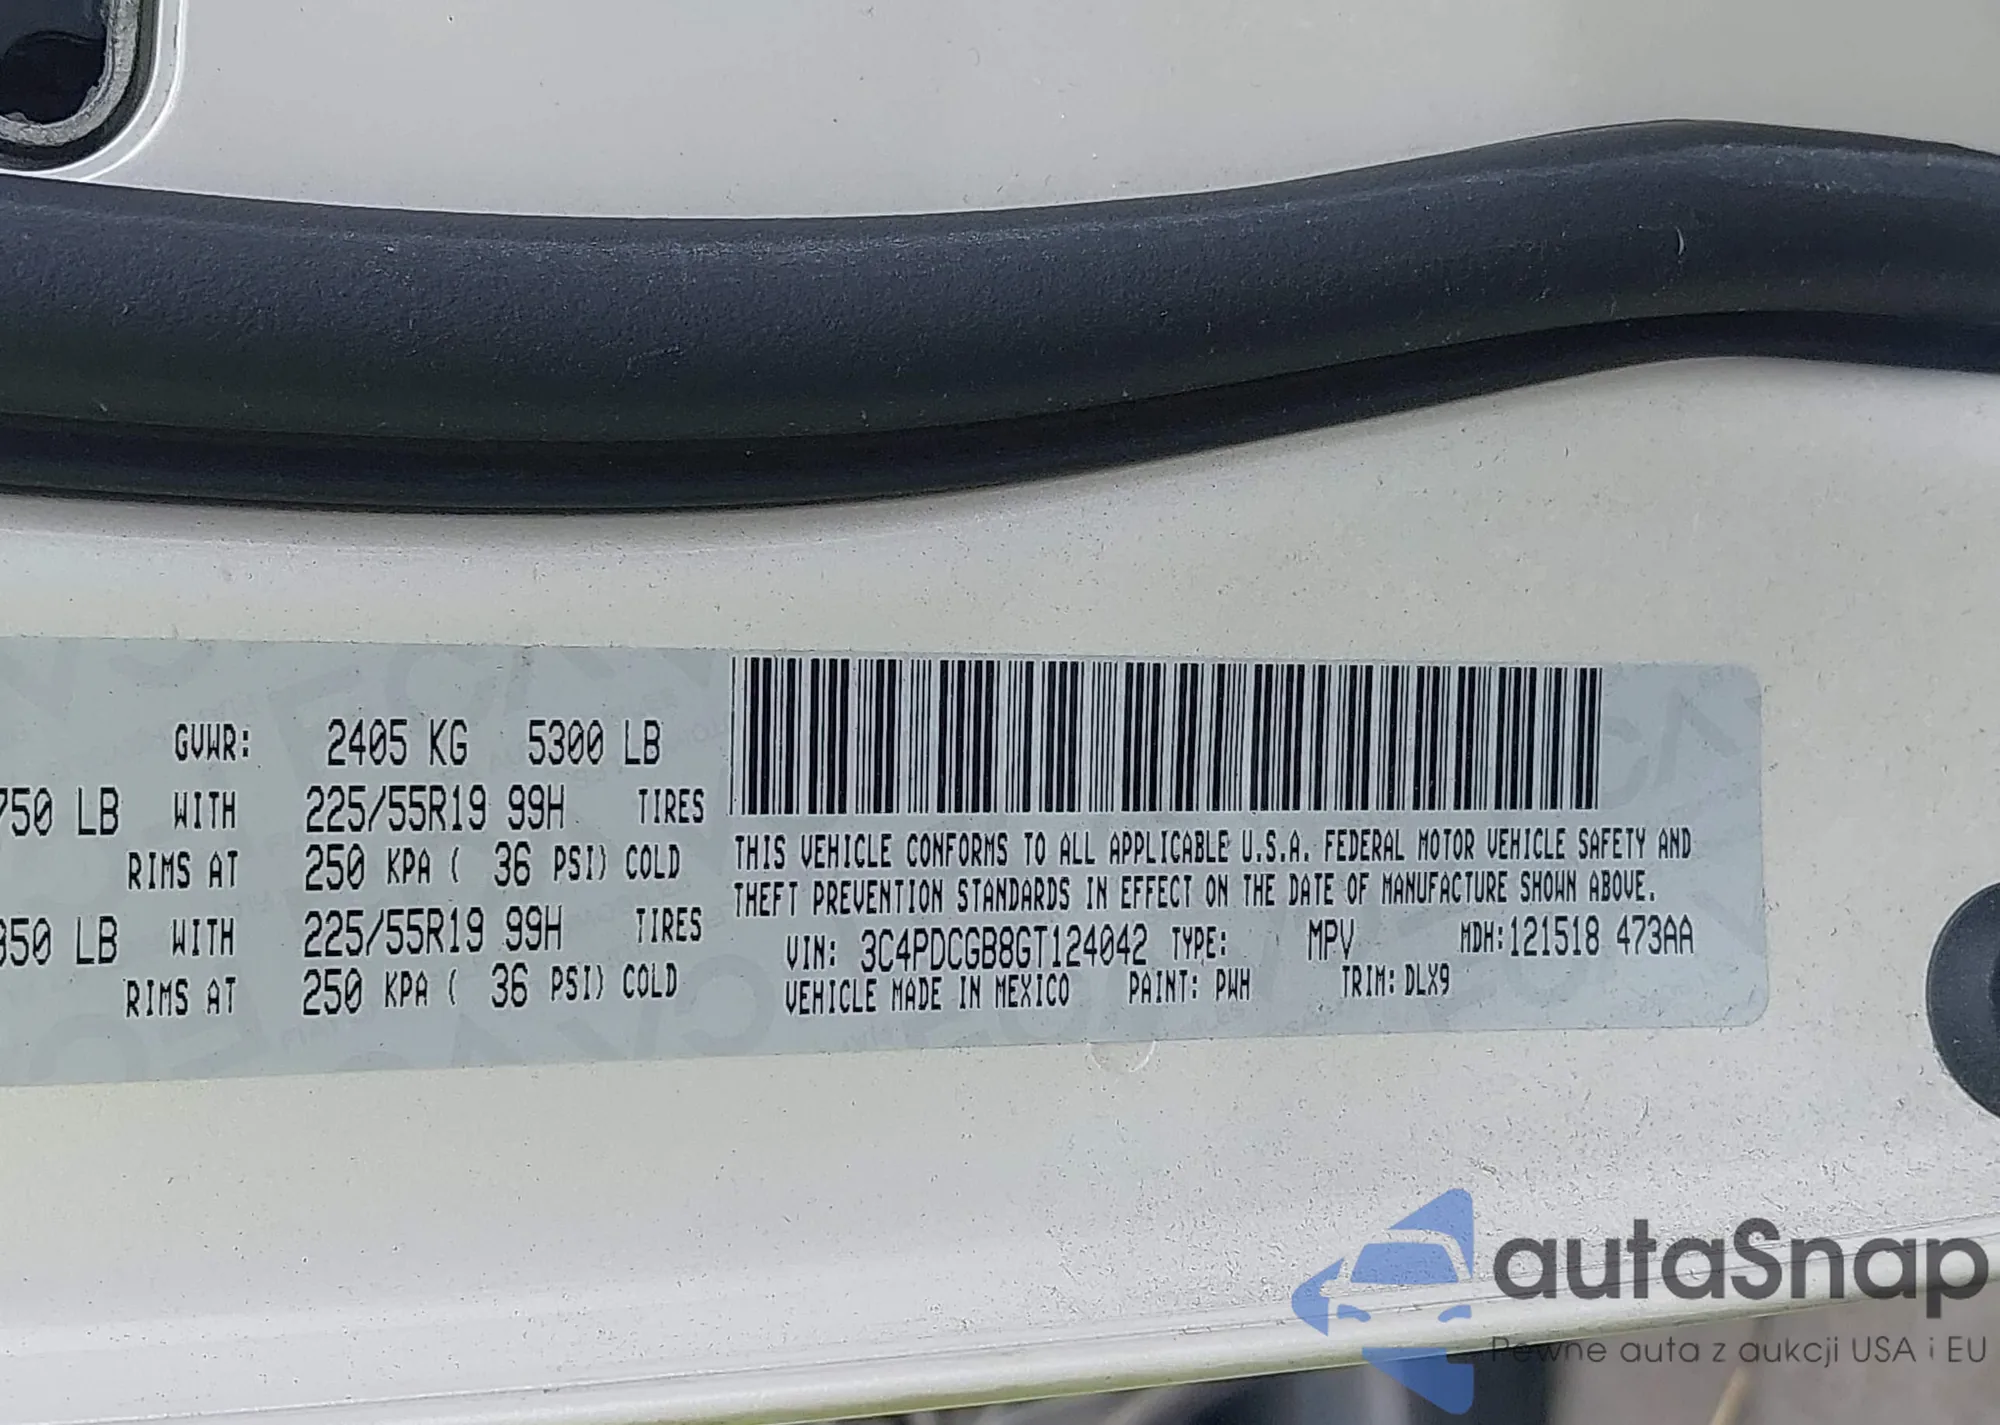 GVWR: 2405 KG 5300 LB
750 LB WITH 225/55R19 99H TIRES
RIMS AT 250 KPA ( 36 PSI) COLD
350 LB WITH 225/55R19 99H TIRES
RIMS AT 250 KPA ( 36 PSI) COLD
THIS VEHICLE CONFORMS TO ALL APPLICABLE U.S.A. FEDERAL MOTOR VEHICLE SAFETY AND
THEFT PREVENTION STANDARDS IN EFFECT ON THE DATE OF MANUFACTURE SHOWN ABOVE.
VIN: 3C4PDCGB8GT124042 TYPE: MPV MDH:121518 473AA
VEHICLE MADE IN MEXICO PAINT: PWH TRIM: DLX9
autaSnap
Pewne auta z aukcji USA i EU